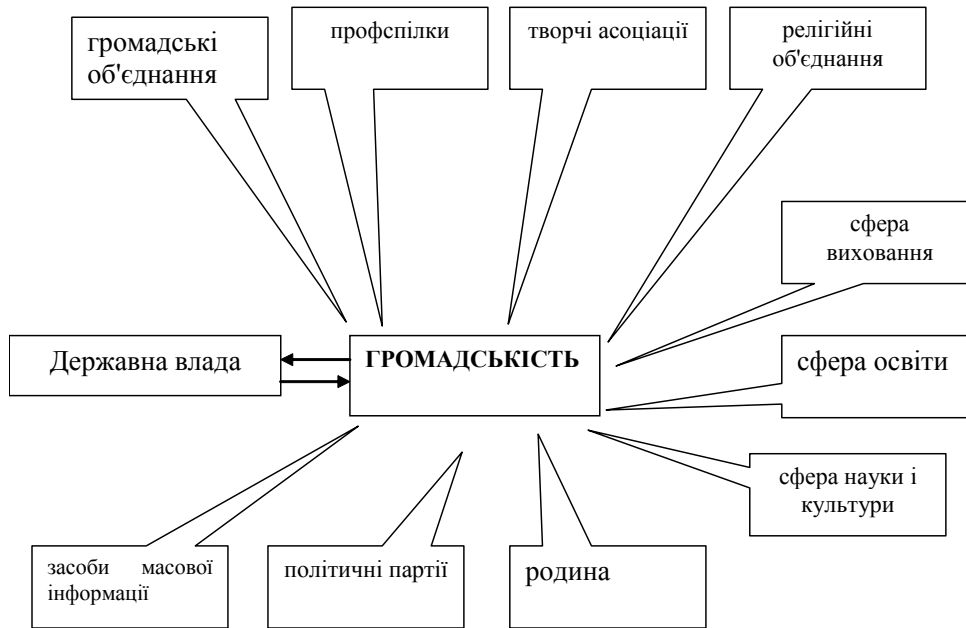 громадські
об'єднання
профспілки
творчі асоціації
релігійні
об'єднання
сфера
виховання
Державна влада
ГРОМАДСЬКІСТЬ
сфера освіти
сфера науки і
культури
засоби масової
інформації
політичні партії
родина